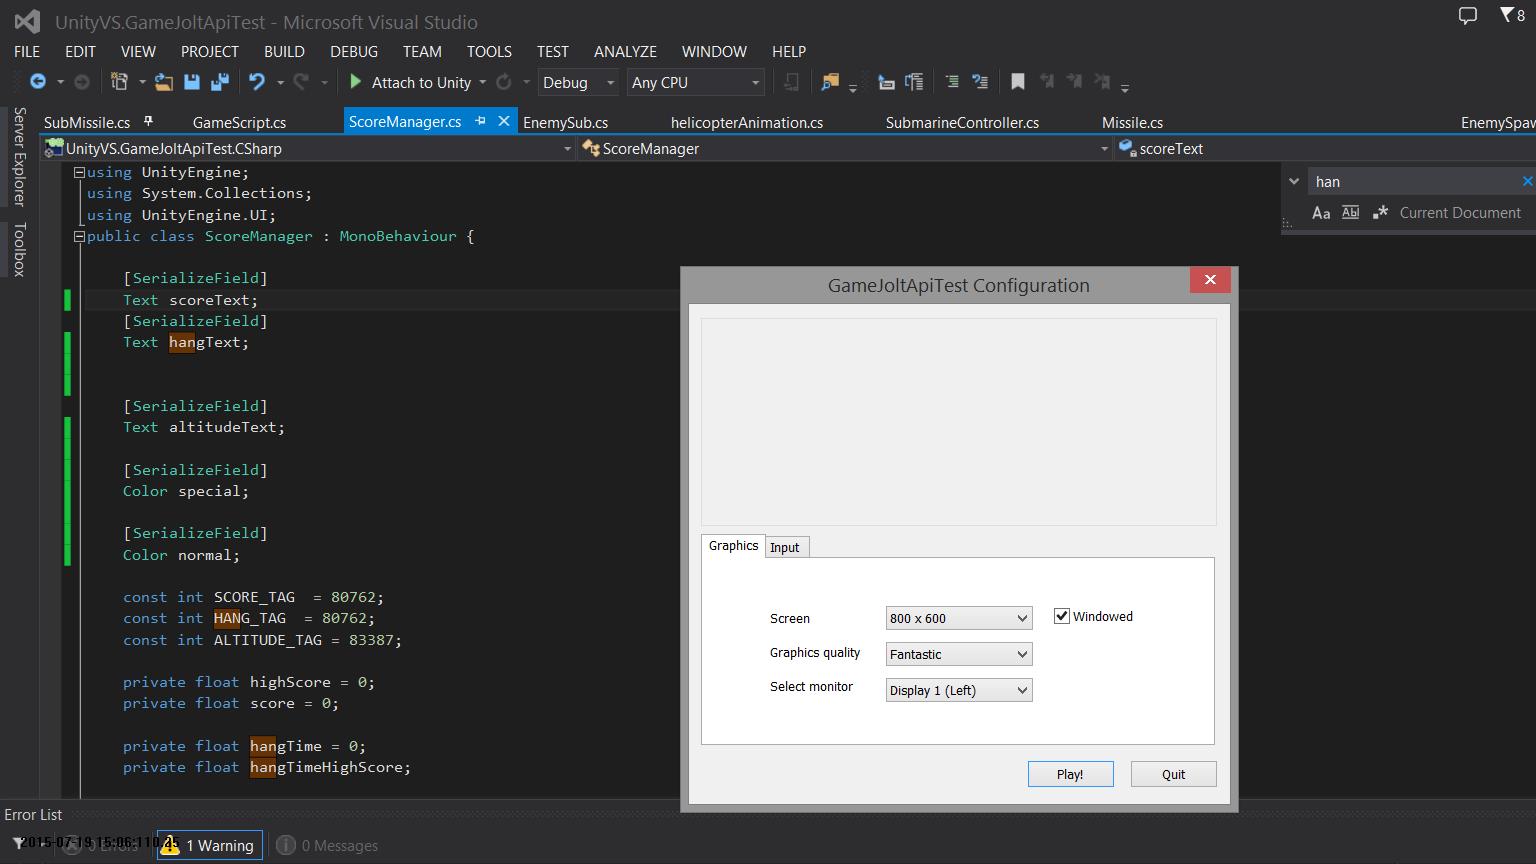 UnityVS.GameJoltApiTest - Microsoft Visual Studio
8
FILE EDIT VIEW PROJECT BUILD DEBUG TEAM TOOLS TEST ANALYZE WINDOW HELP
Attach to Unity Debug Any CPU
Server Explorer
Toolbox
SubMissile.cs GameScript.cs ScoreManager.cs EnemySub.cs helicopterAnimation.cs SubmarineController.cs Missile.cs EnemySpaw
UnityVS.GameJoltApiTest.CSharp ScoreManager scoreText
han
Aa Abl .* Current Document
using UnityEngine;
using System.Collections;
using UnityEngine.UI;
public class ScoreManager : MonoBehaviour {
[SerializeField]
Text scoreText;
[SerializeField]
Text hangText;
[SerializeField]
Text altitudeText;
[SerializeField]
Color special;
[SerializeField]
Color normal;
const int SCORE_TAG  = 80762;
const int HANG_TAG  = 80762;
const int ALTITUDE_TAG = 83387;
private float highScore = 0;
private float score = 0;
private float hangTime = 0;
private float hangTimeHighScore;
GameJoltApiTest Configuration
Graphics Input
Screen 800 x 600 Windowed
Graphics quality Fantastic
Select monitor Display 1 (Left)
Play! Quit
Error List
2015-07-19 15:06:1
0 Errors 1 Warning 0 Messages